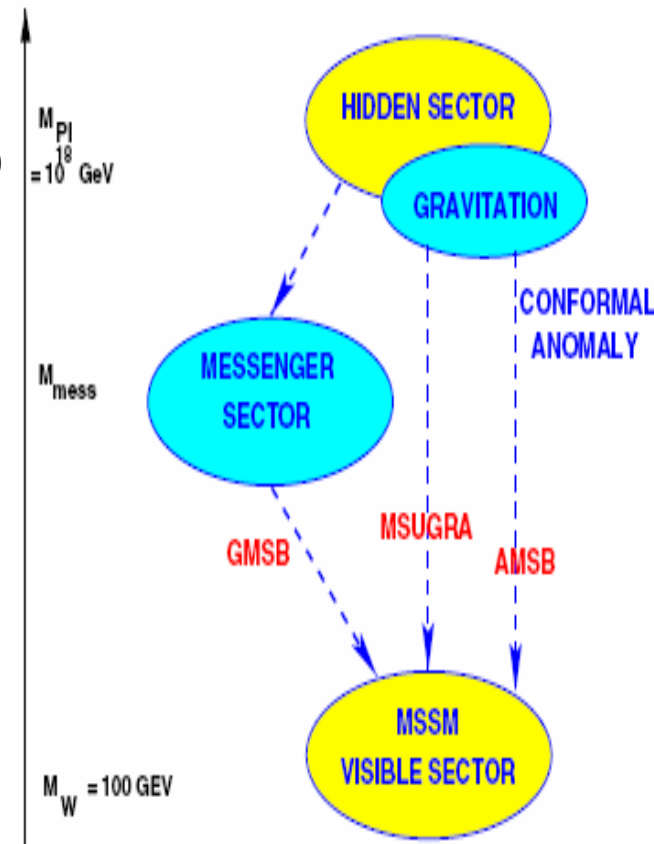 HIDDEN SECTOR
M
Pl
18
=10 GeV
GRAVITATION
CONFORMAL
ANOMALY
MESSENGER
SECTOR
M
mess
MSUGRA
GMSB
AMSB
MSSM
VISIBLE SECTOR
M
W
= 100 GEV